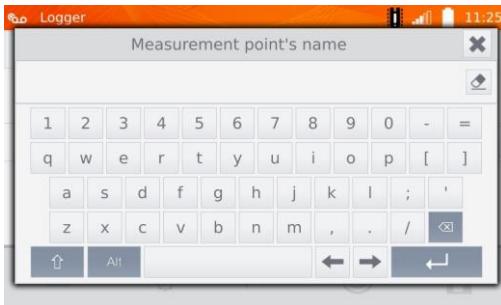 Logger 11:25
Measurement point's name
1 2 3 4 5 6 7 8 9 0 - =
q w e r t y u i o p [ ]
a s d f g h j k l ; '
z x c v b n m , . /
Alt